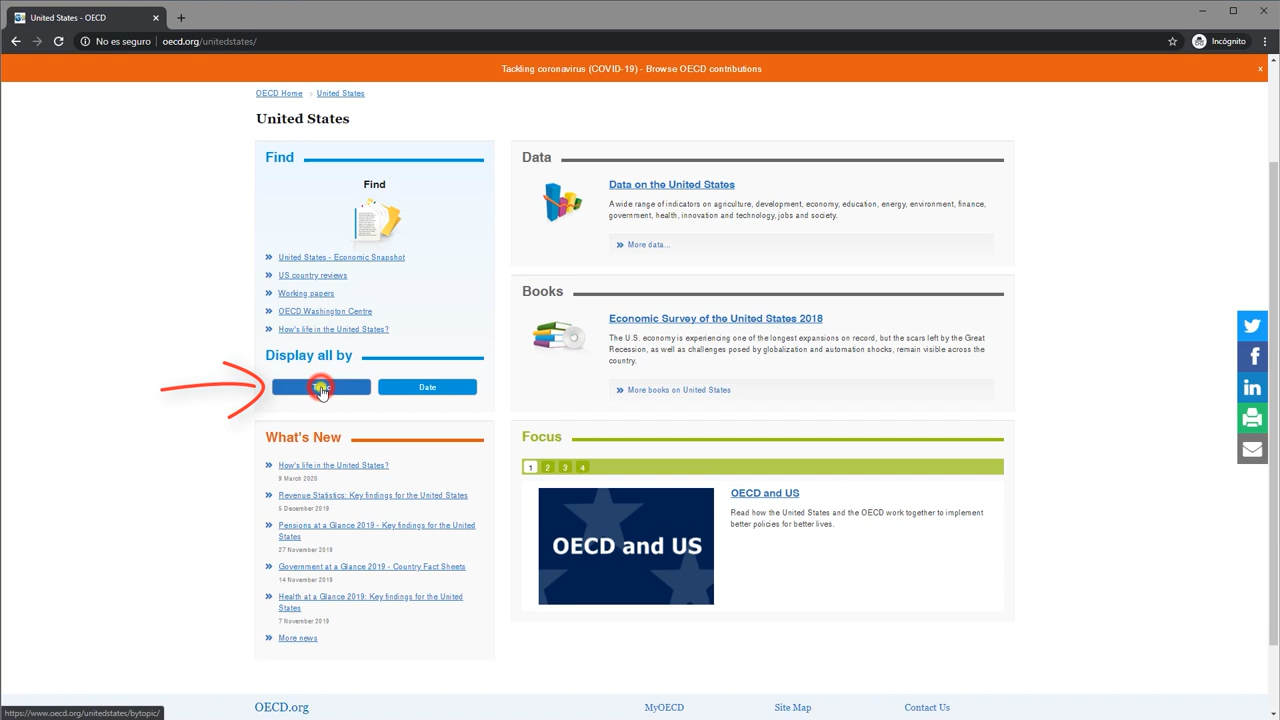 United States - OECD
No es seguro
oecd.org/unitedstates/
Incógnito
Tackling coronavirus (COVID-19) - Browse OECD contributions
OECD Home > United States
United States
Find
Find
United States - Economic Snapshot
US country reviews
Working papers
OECD Washington Centre
How's life in the United States?
Display all by
Date
What's New
How's life in the United States?
9 March 2020
Revenue Statistics: Key findings for the United States
5 December 2019
Pensions at a Glance 2019 - Key findings for the United
States
27 November 2019
Government at a Glance 2019 - Country Fact Sheets
14 November 2019
Health at a Glance 2019: Key findings for the United
States
7 November 2019
More news
Data
Data on the United States
A wide range of indicators on agriculture, development, economy, education, energy, environment, finance,
government, health, innovation and technology, jobs and society.
More data...
Books
Economic Survey of the United States 2018
The U.S. economy is experiencing one of the longest expansions on record, but the scars left by the Great
Recession, as well as challenges posed by globalization and automation shocks, remain visible across the
country.
More books on United States
Focus
1 2 3 4
OECD and US
OECD and US
Read how the United States and the OECD work together to implement
better policies for better lives.
OECD.org
MyOECD
Site Map
Contact Us
https://www.oecd.org/unitedstates/bytopic/